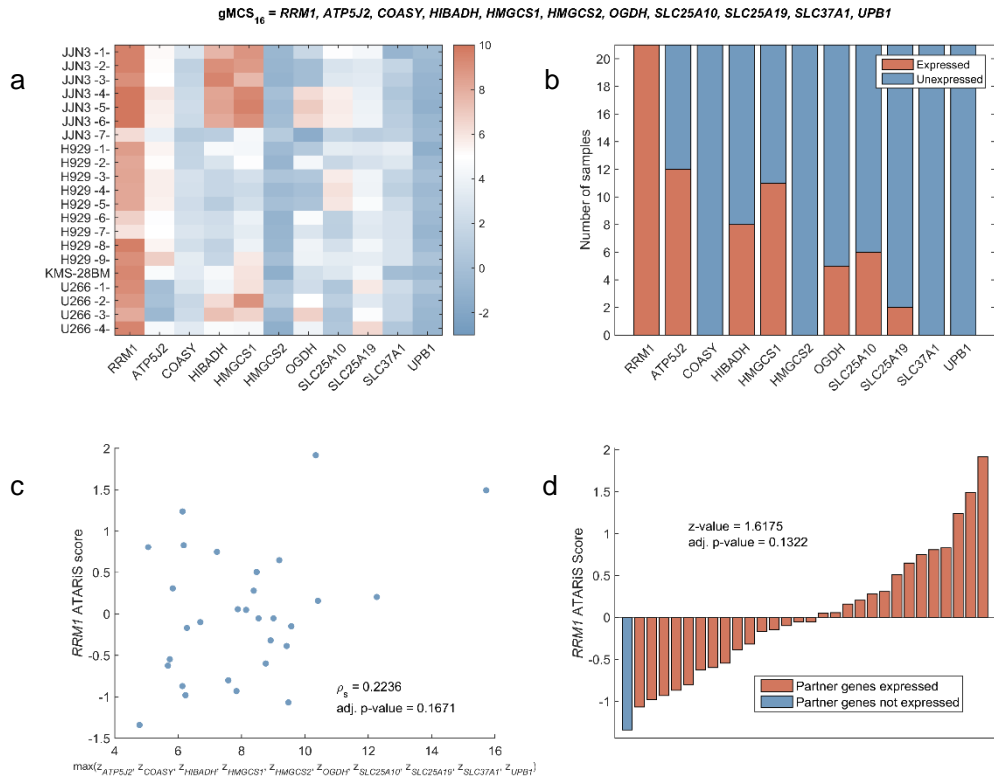 gMCS16 = RRM1, ATP5J2, COASY, HIBADH, HMGCS1, HMGCS2, OGDH, SLC25A10, SLC25A19, SLC37A1, UPB1
a
JJN3 -1-
JJN3 -2-
JJN3 -3-
JJN3 -4-
JJN3 -5-
JJN3 -6-
JJN3 -7-
H929 -1-
H929 -2-
H929 -3-
H929 -4-
H929 -5-
H929 -6-
H929 -7-
H929 -8-
H929 -9-
KMS-28BM
U266 -1-
U266 -2-
U266 -3-
U266 -4-
RRM1
ATP5J2
COASY
HIBADH
HMGCS1
HMGCS2
OGDH
SLC25A10
SLC25A19
SLC37A1
UPB1
10
8
6
4
2
0
-2
b
Number of samples
20
18
16
14
12
10
8
6
4
2
0
Expressed
Unexpressed
RRM1
ATP5J2
COASY
HIBADH
HMGCS1
HMGCS2
OGDH
SLC25A10
SLC25A19
SLC37A1
UPB1
c
RRM1 ATARiS score
2
1.5
1
0.5
0
-0.5
-1
-1.5
4
6
8
10
12
14
16
ρs = 0.2236
adj. p-value = 0.1671
max{zATP5J2, zCOASY, zHIBADH, zHMGCS1, zHMGCS2, zOGDH, zSLC25A10, zSLC25A19, zSLC37A1, zUPB1}
d
RRM1 ATARiS score
2
1.5
1
0.5
0
-0.5
-1
z-value = 1.6175
adj. p-value = 0.1322
Partner genes expressed
Partner genes not expressed